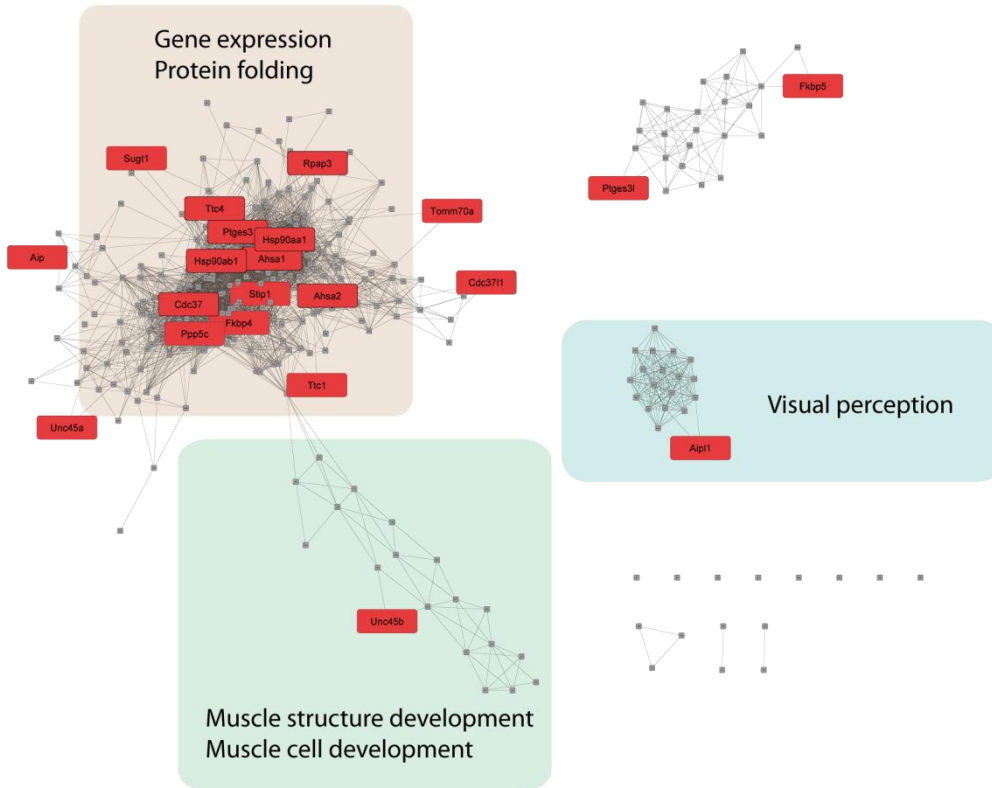 Gene expression
Protein folding
Fkbp5
Sugt1
Rpap3
Ptges3l
Ttc4
Tomm70a
Ptges3
Hsp90aa1
Aip
Hsp90ab1
Ahsa1
Cdc37l1
Stip1
Ahsa2
Cdc37
Fkbp4
Ppp5c
Ttc1
Visual perception
Unc45a
Aipl1
Unc45b
Muscle structure development
Muscle cell development